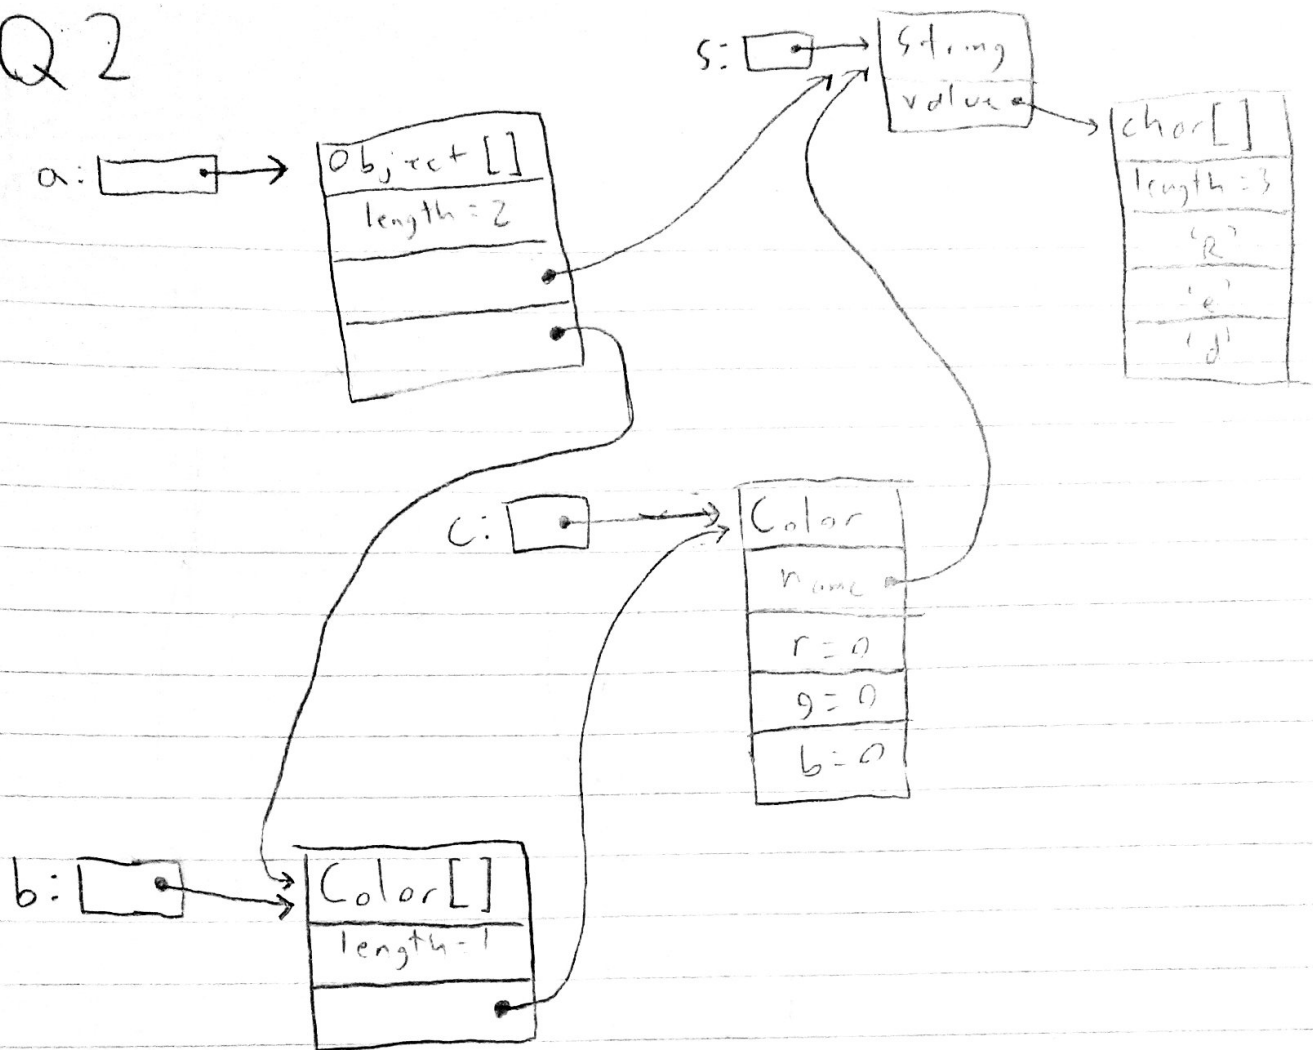 Q2
s:
String
value
char[]
length=3
'R'
'e'
'd'
a:
Object[]
length=2
c:
Color
name
r=0
g=0
b=0
b:
Color[]
length=1